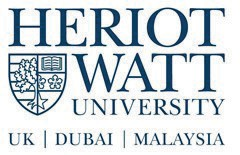 HERIOT
WATT
UNIVERSITY
UK | DUBAI | MALAYSIA